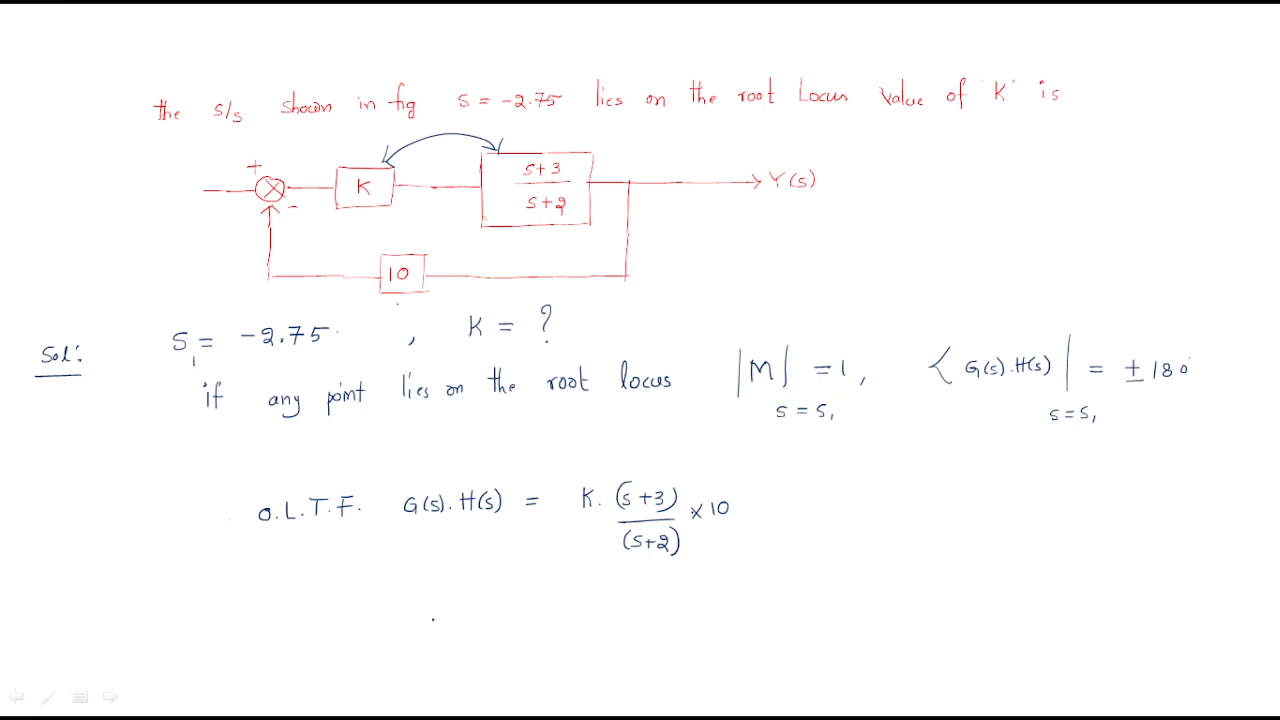 the s/s shown in fig s = -2.75 lies on the root Locus value of 'K' is
+ - K s+3/s+2 Y(s)
10
Sol: S₁ = -2.75 , K = ?
if any point lies on the root locus |M| = 1 , ∠G(s).H(s)| = ± 180
s = s₁ s = s₁
O.L.T.F. G(s).H(s) = K. (s+3)/(s+2) × 10